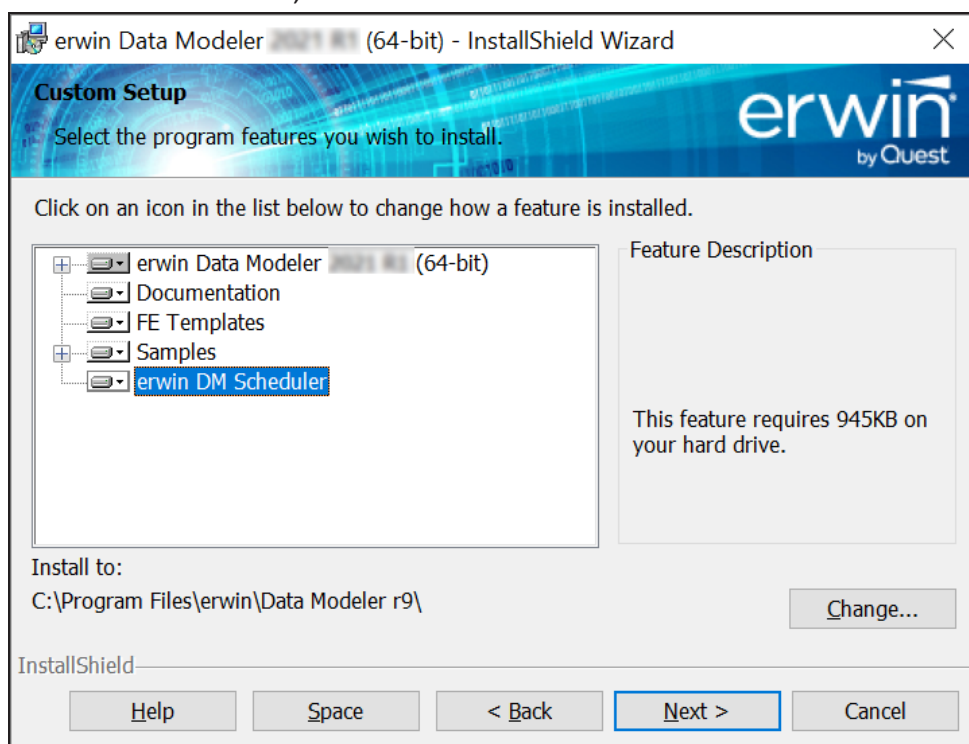 erwin Data Modeler (64-bit) - InstallShield Wizard
Custom Setup
Select the program features you wish to install.
erwin
by Quest
Click on an icon in the list below to change how a feature is installed.
erwin Data Modeler (64-bit)
Documentation
FE Templates
Samples
erwin DM Scheduler
Feature Description
This feature requires 945KB on
your hard drive.
Install to:
C:\Program Files\erwin\Data Modeler r9\
Change...
InstallShield
Help
Space
< Back
Next >
Cancel